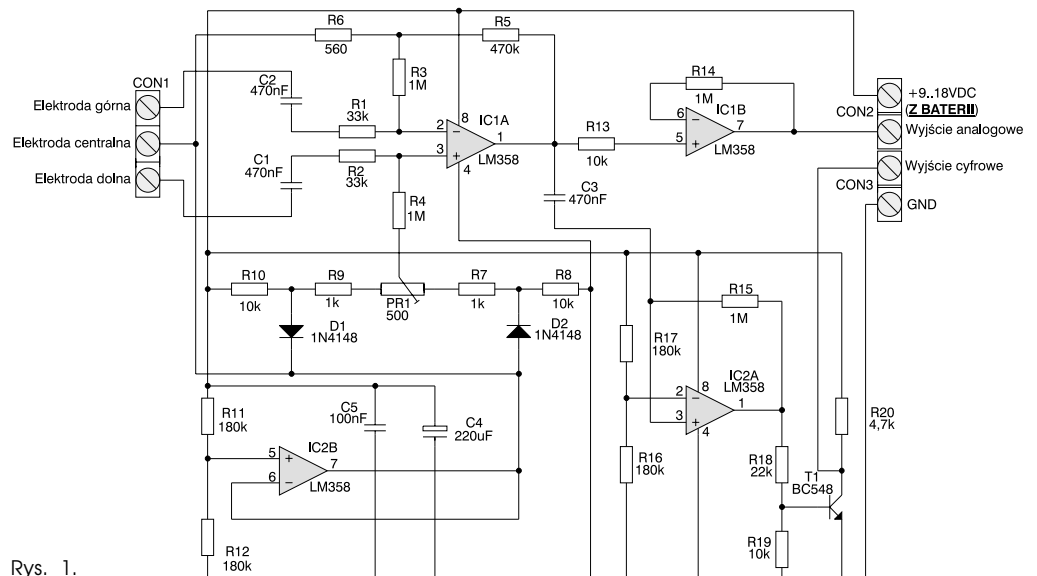 R6
560
R5
470k
CON1
C2
470nF
R3
1M
R14
1M
+9..18VDC
(Z BATERII)
CON2
Elektroda górna
R1
33k
8
2
−
IC1A
1
3
+
LM358
4
R13
10k
6
−
IC1B
7
5
+
LM358
Wyjście analogowe
Elektroda centralna
C1
470nF
R2
33k
Wyjście cyfrowe
CON3
Elektroda dolna
R4
1M
C3
470nF
GND
R10
10k
R9
1k
PR1
500
R7
1k
R8
10k
R15
1M
D1
1N4148
D2
1N4148
R17
180k
IC2A
LM358
8
2
−
1
3
+
4
R11
180k
C5
100nF
C4
220uF
R20
4,7k
IC2B
5
+
7
6
−
LM358
R16
180k
R18
22k
T1
BC548
R12
180k
R19
10k
Rys. 1.